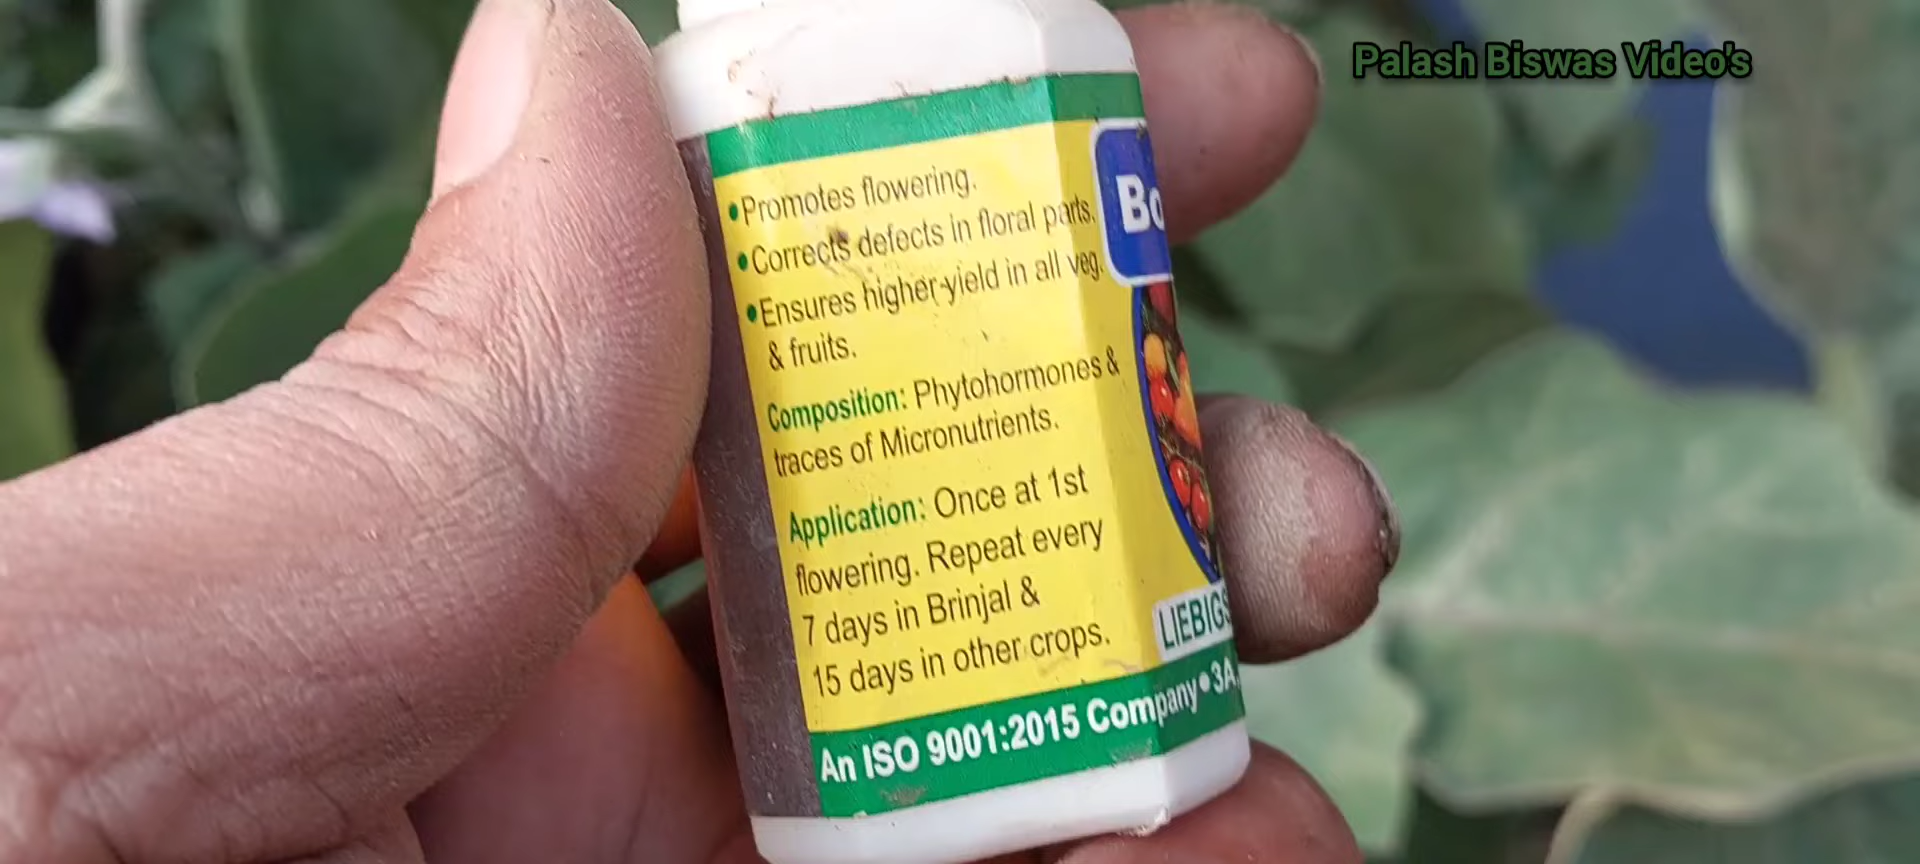 Palash Biswas Video's
•Promotes flowering.
•Corrects defects in floral parts.
•Ensures higher yield in all veg.
& fruits.
Composition: Phytohormones &
traces of Micronutrients.
Application: Once at 1st
flowering. Repeat every
7 days in Brinjal &
15 days in other crops.
Bo
LIEBIGS
An ISO 9001:2015 Company•3A,